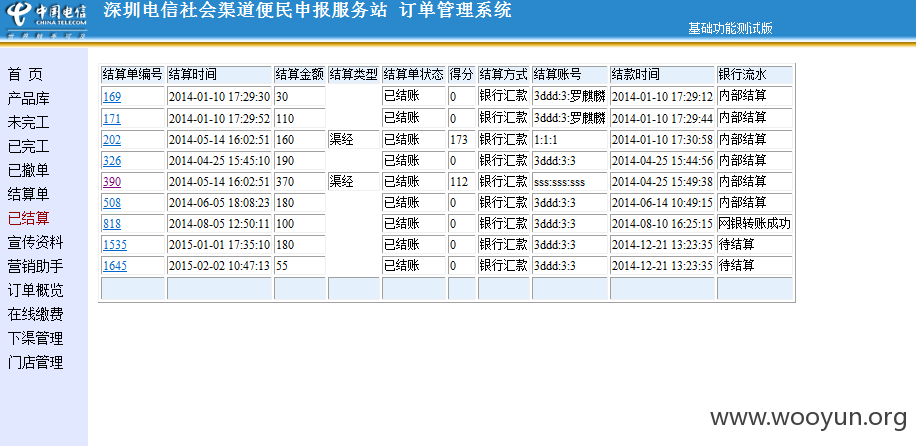 中国电信
CHINA TELECOM
深圳电信社会渠道便民申报服务站 订单管理系统
基础功能测试版
首 页
产品库
未完工
已完工
已撤单
结算单
已结算
宣传资料
营销助手
订单概览
在线缴费
下渠管理
门店管理
结算单编号 结算时间 结算金额 结算类型 结算单状态 得分 结算方式 结算账号 结款时间 银行流水
169 2014-01-10 17:29:30 30 已结账 0 银行汇款 3ddd:3:罗麒麟 2014-01-10 17:29:12 内部结算
171 2014-01-10 17:29:52 110 已结账 0 银行汇款 3ddd:3:罗麒麟 2014-01-10 17:29:44 内部结算
202 2014-05-14 16:02:51 160 渠经 已结账 173 银行汇款 1:1:1 2014-01-10 17:30:58 内部结算
326 2014-04-25 15:45:10 190 已结账 0 银行汇款 3ddd:3:3 2014-04-25 15:44:56 内部结算
390 2014-05-14 16:02:51 370 渠经 已结账 112 银行汇款 sss:sss:sss 2014-04-25 15:49:38 内部结算
508 2014-06-05 18:08:23 180 已结账 0 银行汇款 3ddd:3:3 2014-06-14 10:49:15 内部结算
818 2014-08-05 12:50:11 100 已结账 0 银行汇款 3ddd:3:3 2014-08-10 16:25:15 网银转账成功
1535 2015-01-01 17:35:10 180 已结账 0 银行汇款 3ddd:3:3 2014-12-21 13:23:35 待结算
1645 2015-02-02 10:47:13 55 已结账 0 银行汇款 3ddd:3:3 2014-12-21 13:23:35 待结算
www.wooyun.org